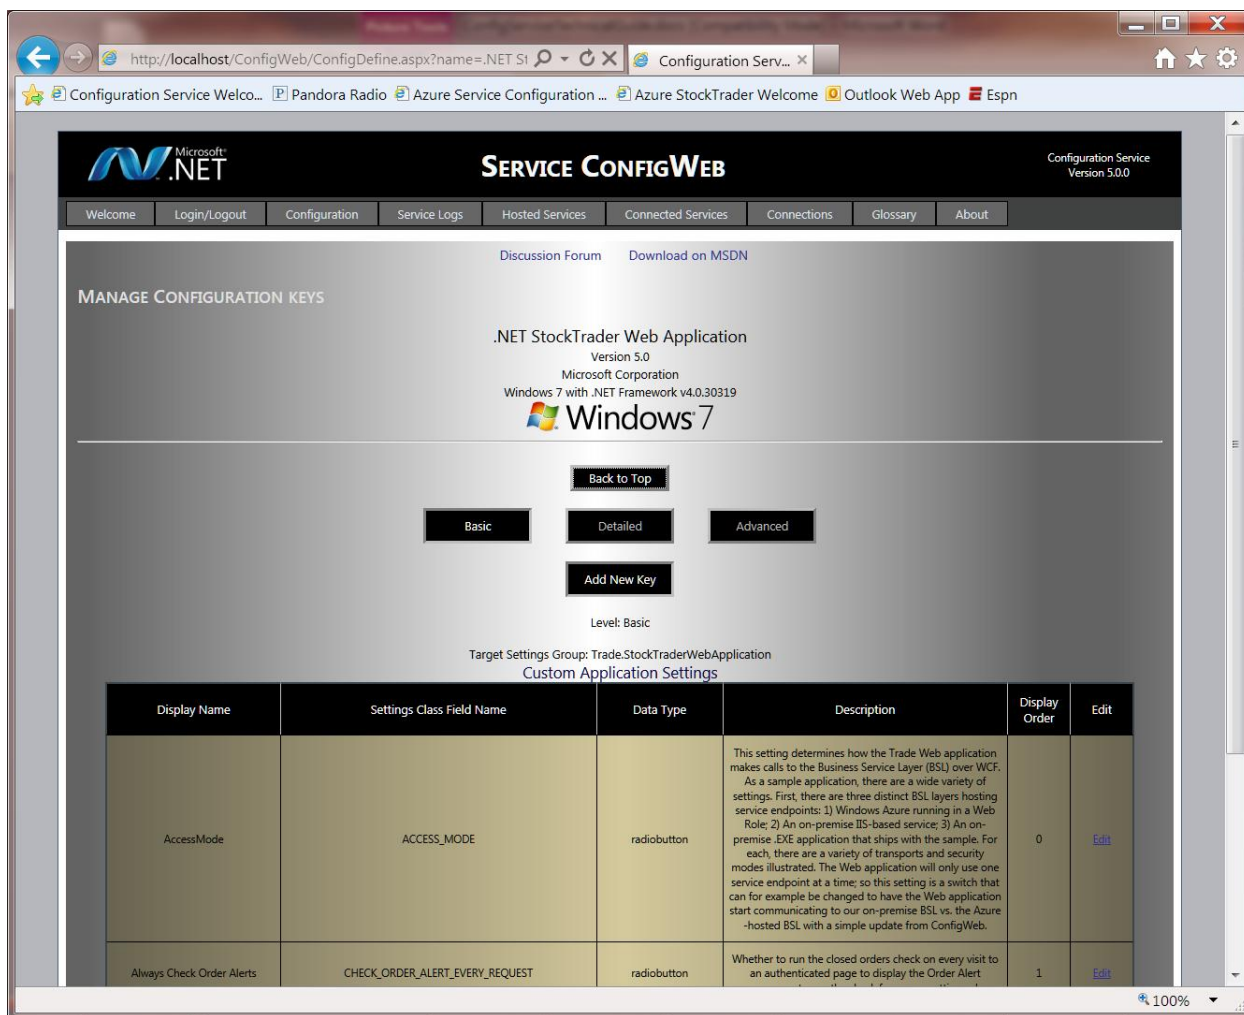 http://localhost/ConfigWeb/ConfigDefine.aspx?name=.NET St
Configuration Serv...
Configuration Service Welco...
Pandora Radio
Azure Service Configuration ...
Azure StockTrader Welcome
Outlook Web App
Espn
Microsoft
.NET
SERVICE CONFIGWEB
Configuration Service
Version 5.0.0
Welcome
Login/Logout
Configuration
Service Logs
Hosted Services
Connected Services
Connections
Glossary
About
Discussion Forum
Download on MSDN
MANAGE CONFIGURATION KEYS
.NET StockTrader Web Application
Version 5.0
Microsoft Corporation
Windows 7 with .NET Framework v4.0.30319
Windows 7
Back to Top
Basic
Detailed
Advanced
Add New Key
Level: Basic
Target Settings Group: Trade.StockTraderWebApplication
Custom Application Settings
Display Name
Settings Class Field Name
Data Type
Description
Display
Order
Edit
AccessMode
ACCESS_MODE
radiobutton
This setting determines how the Trade Web application
makes calls to the Business Service Layer (BSL) over WCF.
As a sample application, there are a wide variety of
settings. First, there are three distinct BSL layers hosting
service endpoints: 1) Windows Azure running in a Web
Role; 2) An on-premise IIS-based service; 3) An on-
premise .EXE application that ships with the sample. For
each, there are a variety of transports and security
modes illustrated. The Web application will only use one
service endpoint at a time; so this setting is a switch that
can for example be changed to have the Web application
start communicating to our on-premise BSL vs. the Azure
-hosted BSL with a simple update from ConfigWeb.
0
Edit
Always Check Order Alerts
CHECK_ORDER_ALERT_EVERY_REQUEST
radiobutton
Whether to run the closed orders check on every visit to
an authenticated page to display the Order Alert
1
Edit
100%